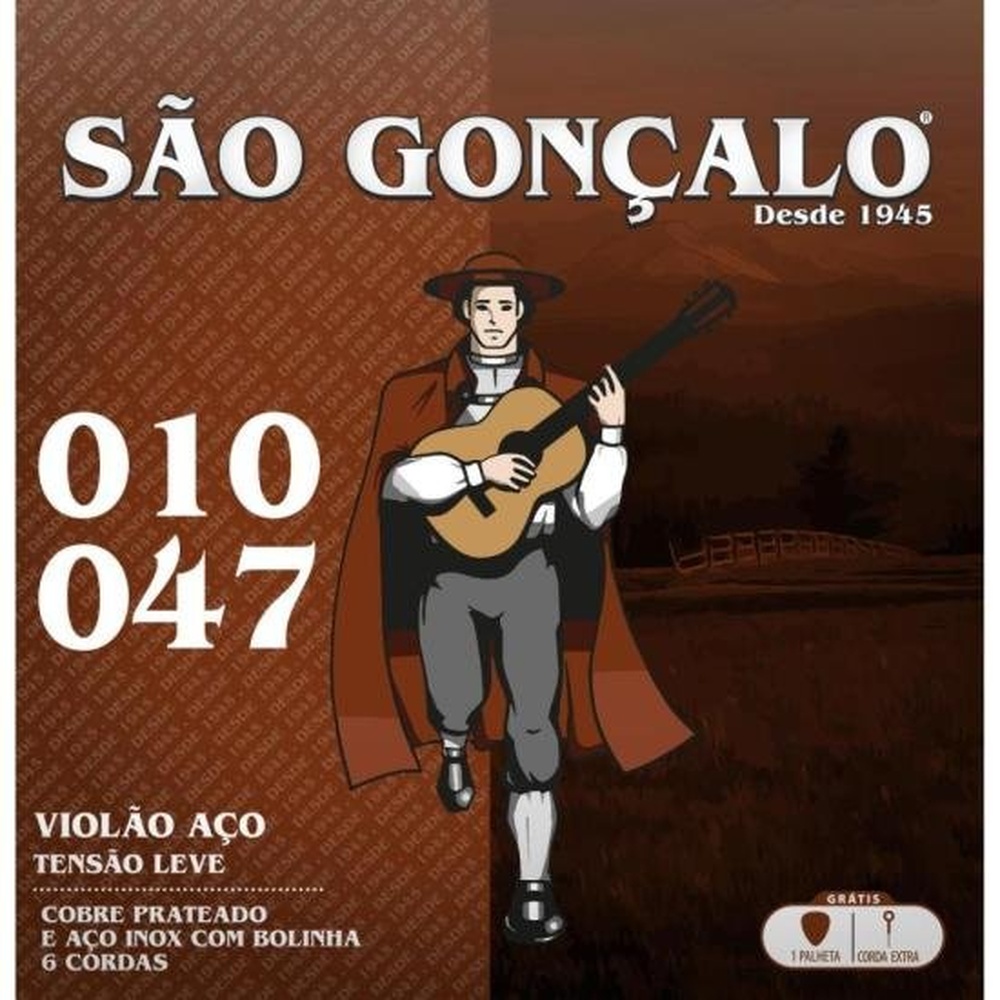 SÃO GONÇALO®
Desde 1945
010
047
VIOLÃO AÇO
TENSÃO LEVE
COBRE PRATEADO
E AÇO INOX COM BOLINHA
6 CORDAS
GRÁTIS
1 PALHETA
CORDA EXTRA